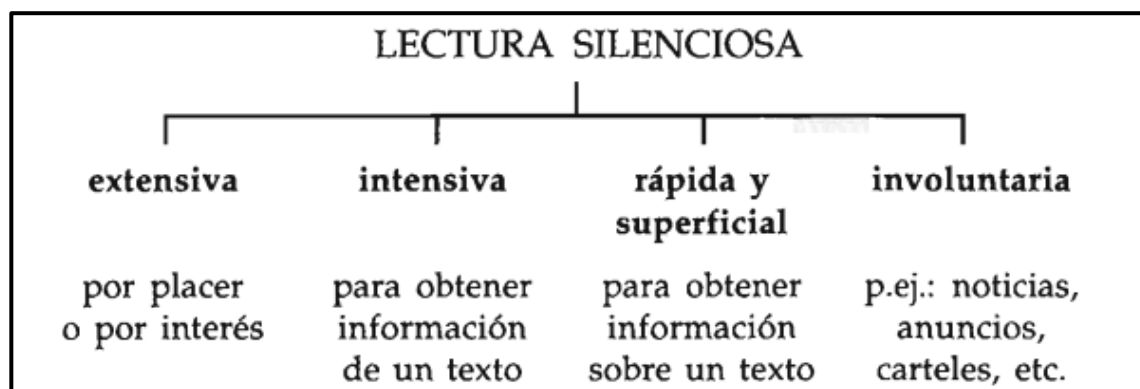 LECTURA SILENCIOSA
extensiva
por placer
o por interés
intensiva
para obtener
información
de un texto
rápida y
superficial
para obtener
información
sobre un texto
involuntaria
p.ej.: noticias,
anuncios,
carteles, etc.